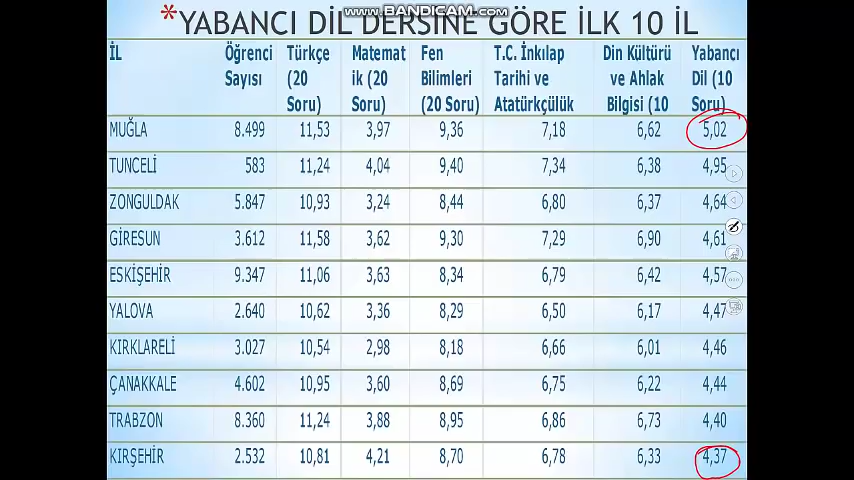 www.BANDICAM.com
*YABANCI DİL DERSİNE GÖRE İLK 10 İL
İL Öğrenci Sayısı Türkçe (20 Soru) Matemat ik (20 Soru) Fen Bilimleri (20 Soru) T.C. İnkılap Tarihi ve Atatürkçülük Din Kültürü ve Ahlak Bilgisi (10 Yabancı Dil (10 Soru)
MUĞLA 8.499 11,53 3,97 9,36 7,18 6,62 5,02
TUNCELİ 583 11,24 4,04 9,40 7,34 6,38 4,95
ZONGULDAK 5.847 10,93 3,24 8,44 6,80 6,37 4,64
GİRESUN 3.612 11,58 3,62 9,30 7,29 6,90 4,61
ESKİŞEHİR 9.347 11,06 3,63 8,34 6,79 6,42 4,57
YALOVA 2.640 10,62 3,36 8,29 6,50 6,17 4,47
KIRKLARELİ 3.027 10,54 2,98 8,18 6,66 6,01 4,46
ÇANAKKALE 4.602 10,95 3,60 8,69 6,75 6,22 4,44
TRABZON 8.360 11,24 3,88 8,95 6,86 6,73 4,40
KIRŞEHİR 2.532 10,81 4,21 8,70 6,78 6,33 4,37